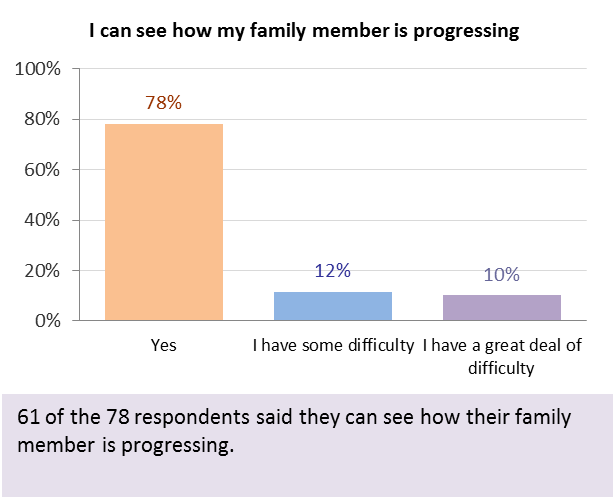 I can see how my family member is progressing
100%
80%
60%
40%
20%
0%
78%
12%
10%
Yes
I have some difficulty
I have a great deal of
difficulty
61 of the 78 respondents said they can see how their family
member is progressing.